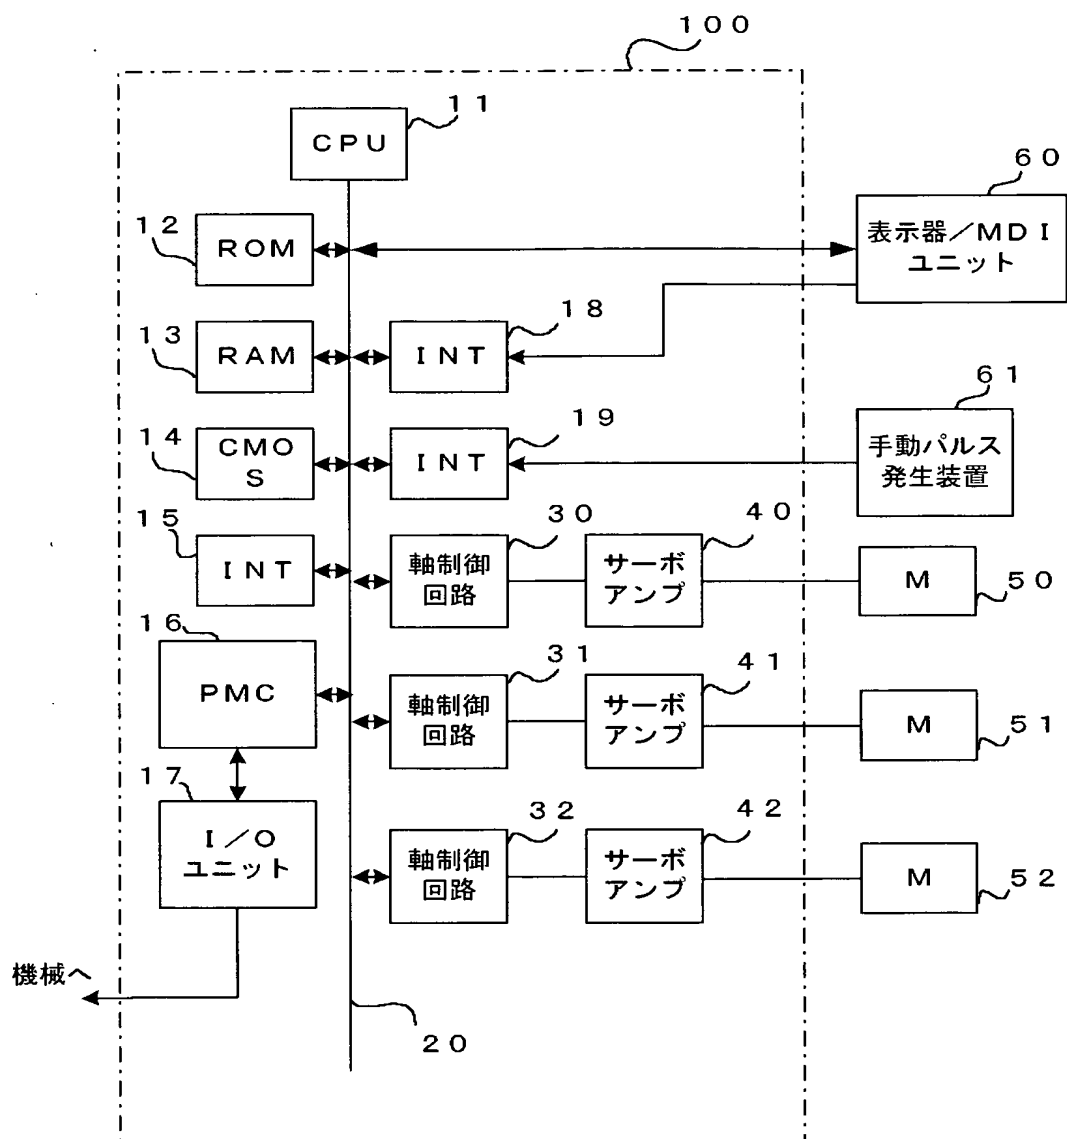 １００
１１
ＣＰＵ
６０
表示器／ＭＤＩ
ユニット
１２
ＲＯＭ
１３
ＲＡＭ
１８
ＩＮＴ
６１
手動パルス
発生装置
１４
ＣＭＯ
Ｓ
１９
ＩＮＴ
１５
ＩＮＴ
３０
軸制御
回路
４０
サーボ
アンプ
Ｍ
５０
１６
ＰＭＣ
３１
軸制御
回路
４１
サーボ
アンプ
Ｍ
５１
１７
Ｉ／Ｏ
ユニット
３２
軸制御
回路
４２
サーボ
アンプ
Ｍ
５２
機械へ
２０